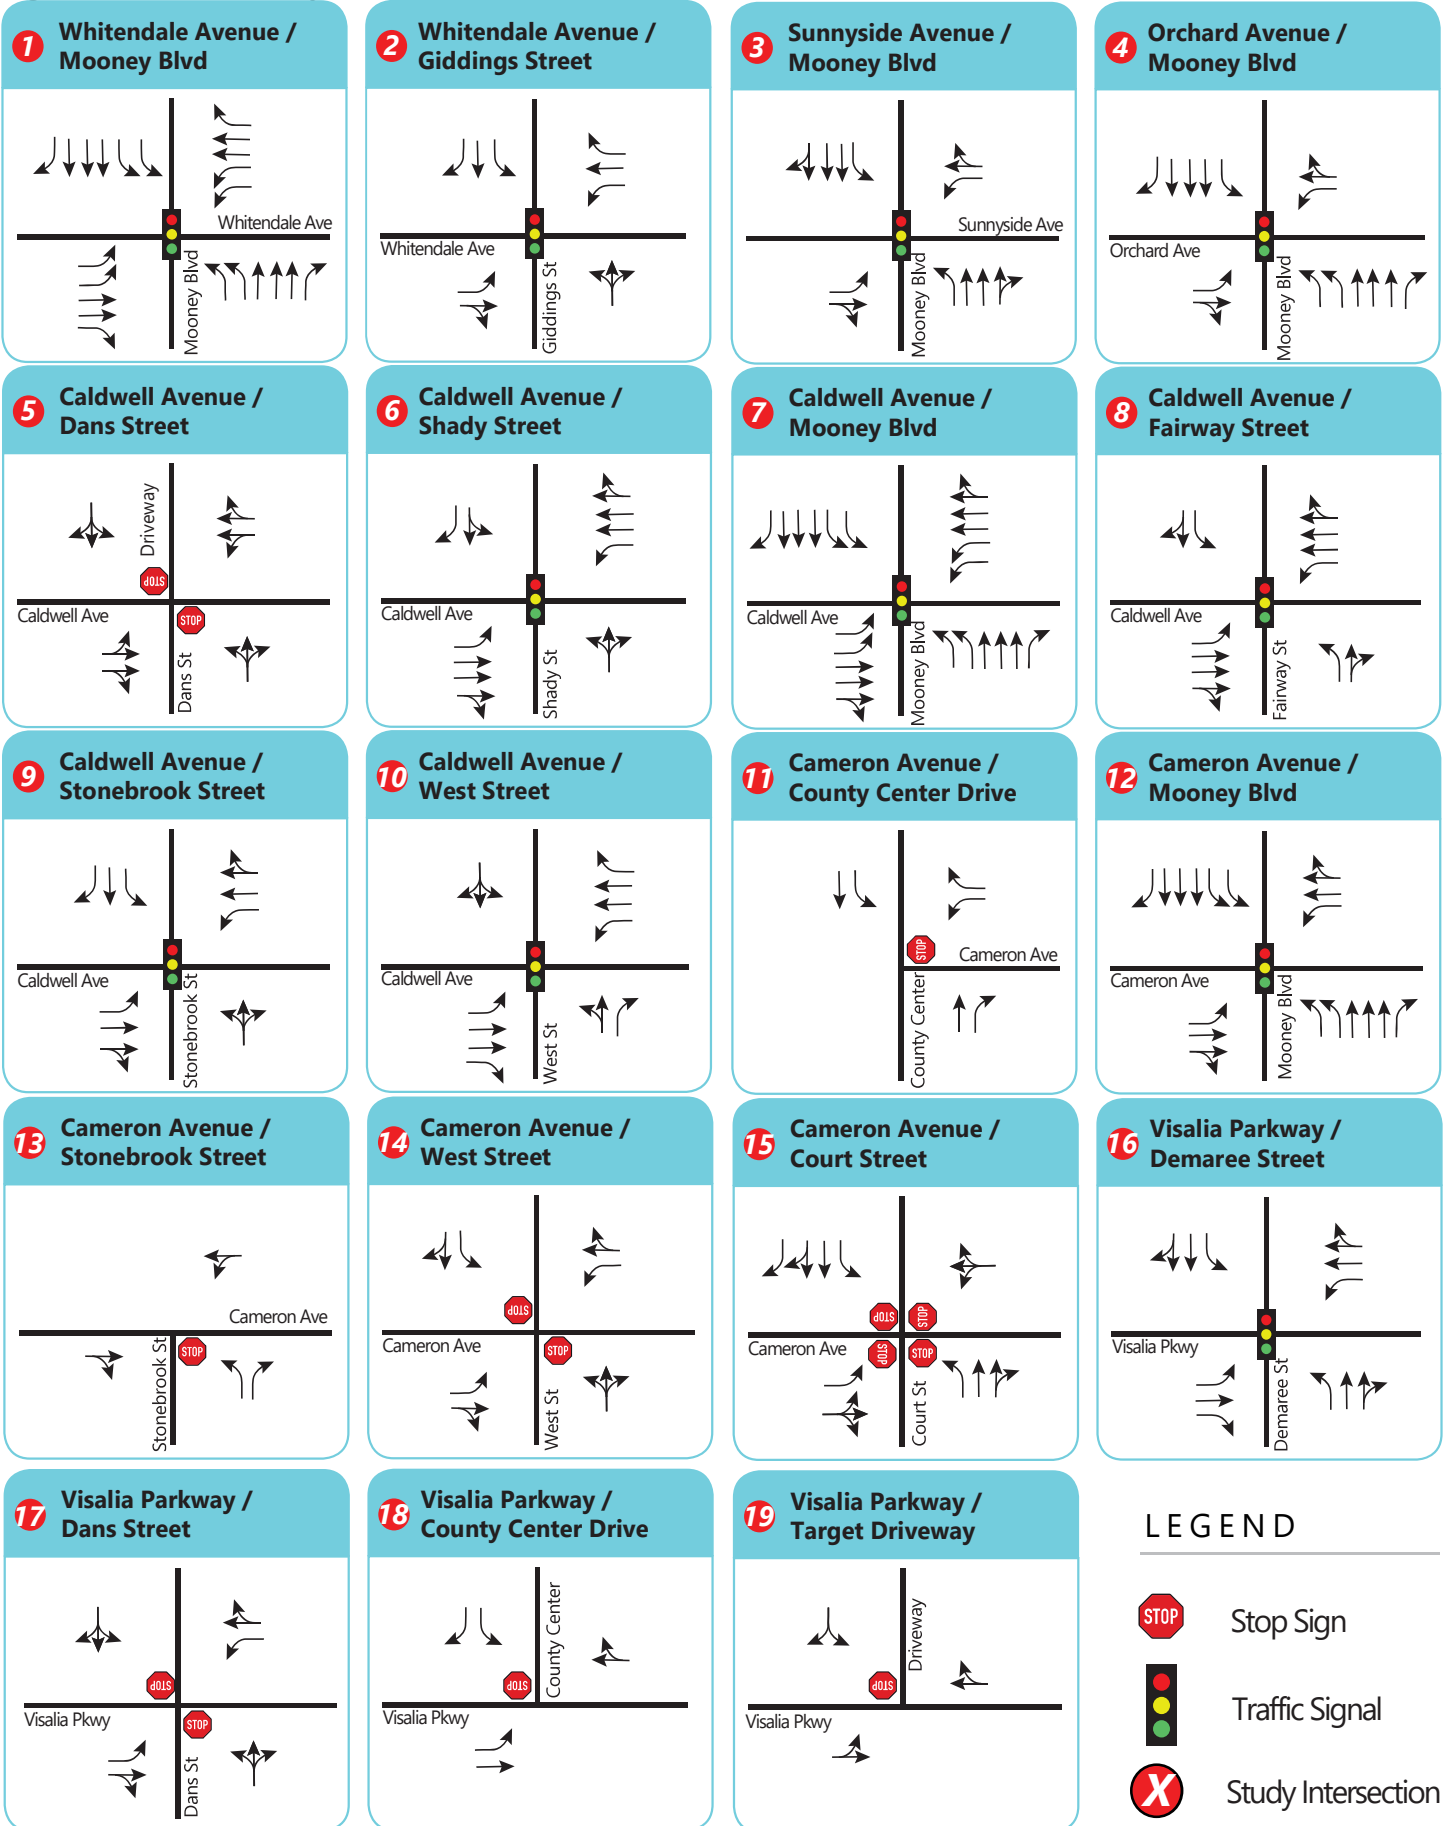 1 Whitendale Avenue /
Mooney Blvd
Whitendale Ave
Mooney Blvd
2 Whitendale Avenue /
Giddings Street
Whitendale Ave
Giddings St
3 Sunnyside Avenue /
Mooney Blvd
Sunnyside Ave
Mooney Blvd
4 Orchard Avenue /
Mooney Blvd
Orchard Ave
Mooney Blvd
5 Caldwell Avenue /
Dans Street
Driveway
STOP
Caldwell Ave
STOP
Dans St
6 Caldwell Avenue /
Shady Street
Caldwell Ave
Shady St
7 Caldwell Avenue /
Mooney Blvd
Caldwell Ave
Mooney Blvd
8 Caldwell Avenue /
Fairway Street
Caldwell Ave
Fairway St
9 Caldwell Avenue /
Stonebrook Street
Caldwell Ave
Stonebrook St
10 Caldwell Avenue /
West Street
Caldwell Ave
West St
11 Cameron Avenue /
County Center Drive
STOP
Cameron Ave
County Center
12 Cameron Avenue /
Mooney Blvd
Cameron Ave
Mooney Blvd
13 Cameron Avenue /
Stonebrook Street
Cameron Ave
STOP
Stonebrook St
14 Cameron Avenue /
West Street
STOP
Cameron Ave
STOP
West St
15 Cameron Avenue /
Court Street
STOP
STOP
Cameron Ave
STOP
STOP
Court St
16 Visalia Parkway /
Demaree Street
Visalia Pkwy
Demaree St
17 Visalia Parkway /
Dans Street
STOP
Visalia Pkwy
STOP
Dans St
18 Visalia Parkway /
County Center Drive
County Center
STOP
Visalia Pkwy
19 Visalia Parkway /
Target Driveway
Driveway
STOP
Visalia Pkwy
LEGEND
STOP Stop Sign
Traffic Signal
X Study Intersection